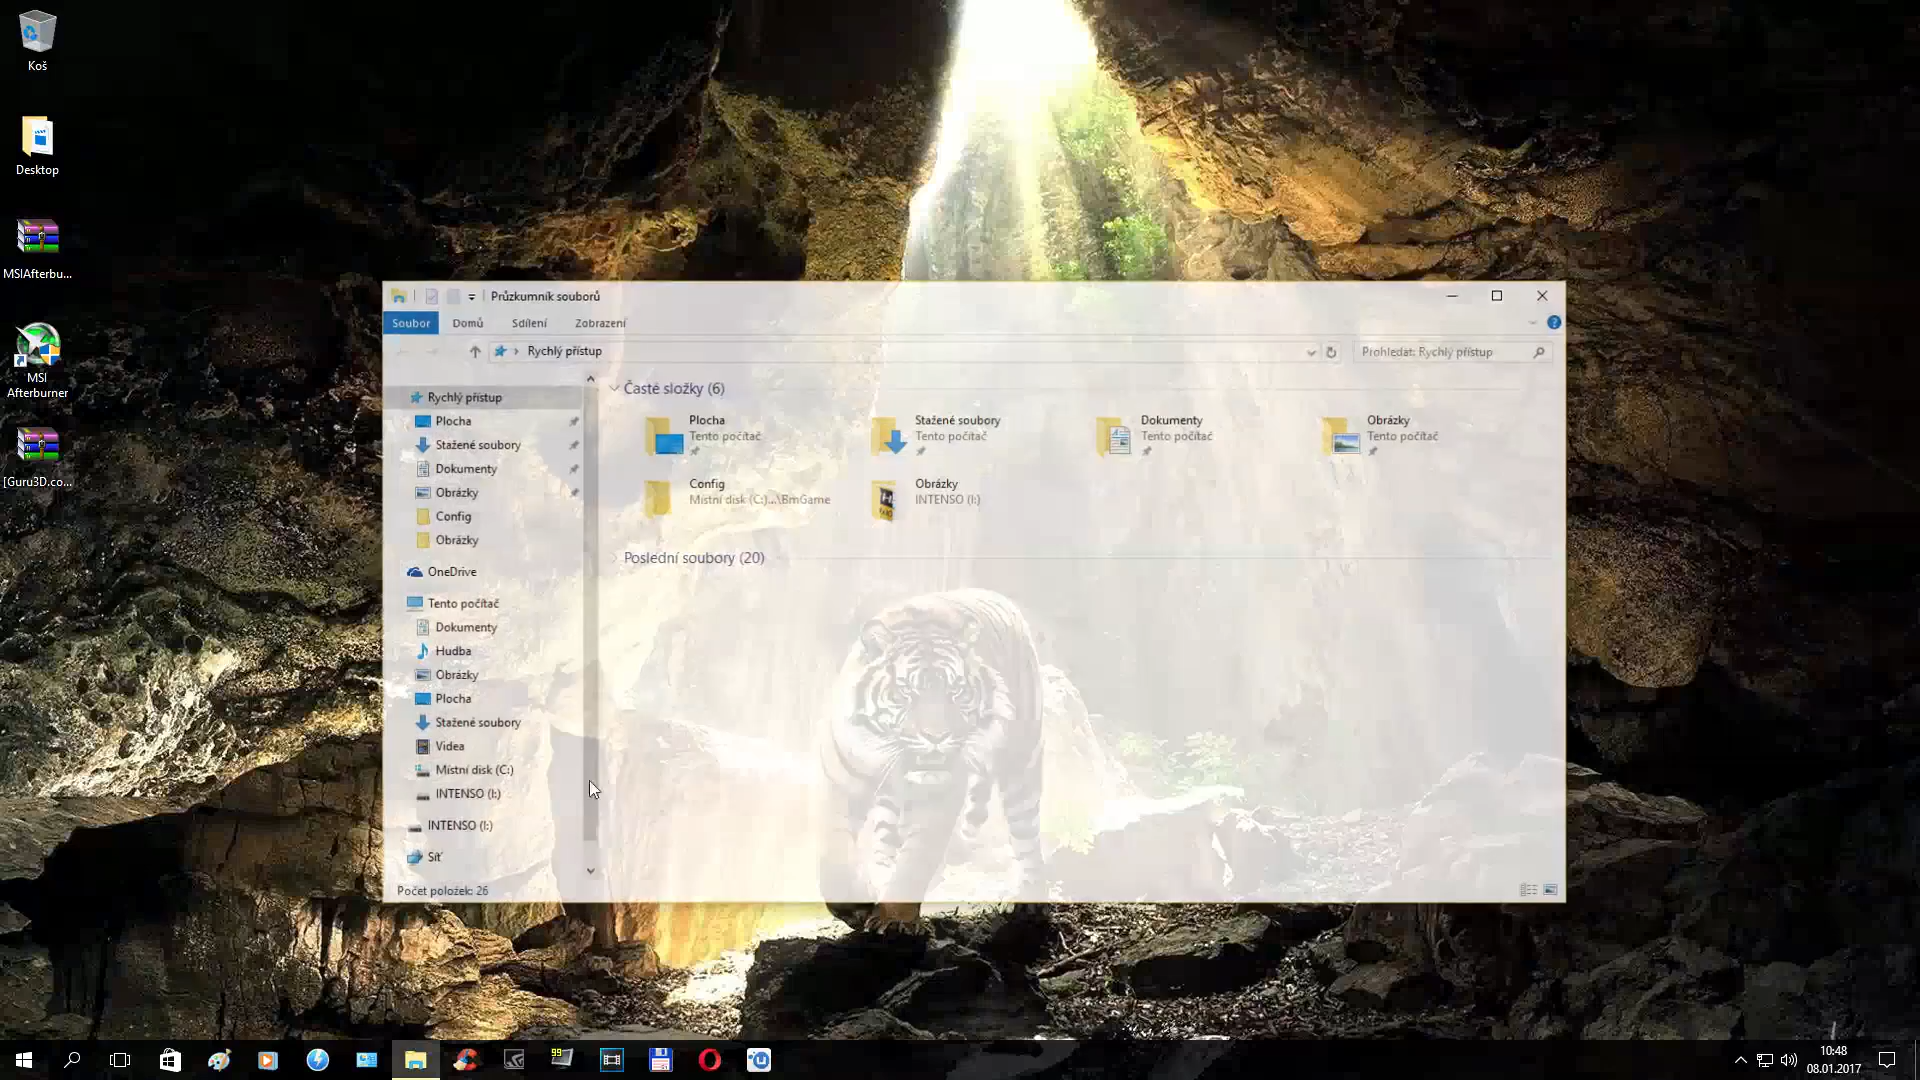 Koš
Desktop
MSIAfterbu...
MSI
Afterburner
[Guru3D.co...
Průzkumník souborů
Soubor
Domů
Sdílení
Zobrazení
Rychlý přístup
Prohledat: Rychlý přístup
Rychlý přístup
Plocha
Stažené soubory
Dokumenty
Obrázky
Config
Obrázky
OneDrive
Tento počítač
Dokumenty
Hudba
Obrázky
Plocha
Stažené soubory
Videa
Místní disk (C:)
INTENSO (I:)
INTENSO (I:)
Síť
Počet položek: 26
Časté složky (6)
Plocha
Tento počítač
Stažené soubory
Tento počítač
Dokumenty
Tento počítač
Obrázky
Tento počítač
Config
Místní disk (C:)...\BmGame
Obrázky
INTENSO (I:)
Poslední soubory (20)
99
10:48
08.01.2017